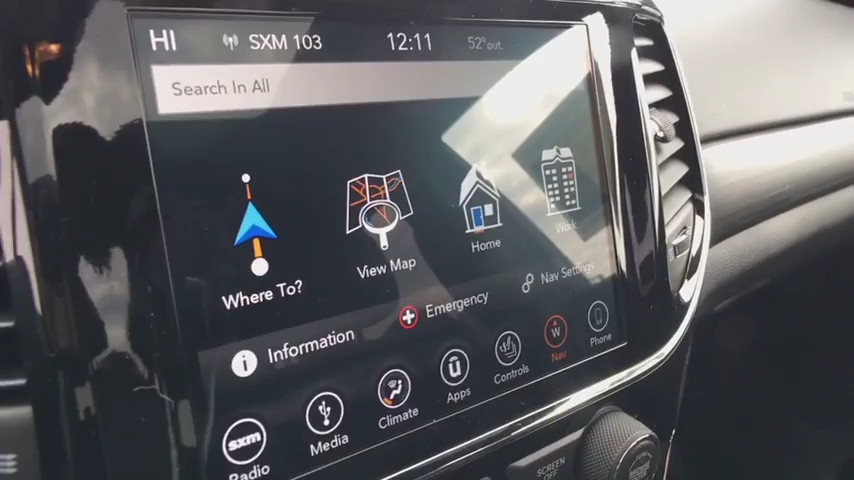 HI SXM 103 12:11 52° out.
Search In All
Where To? View Map Home Work
Information Emergency Nav Settings
sxm W
Radio Media Climate Apps Controls Nav Phone
SCREEN OFF